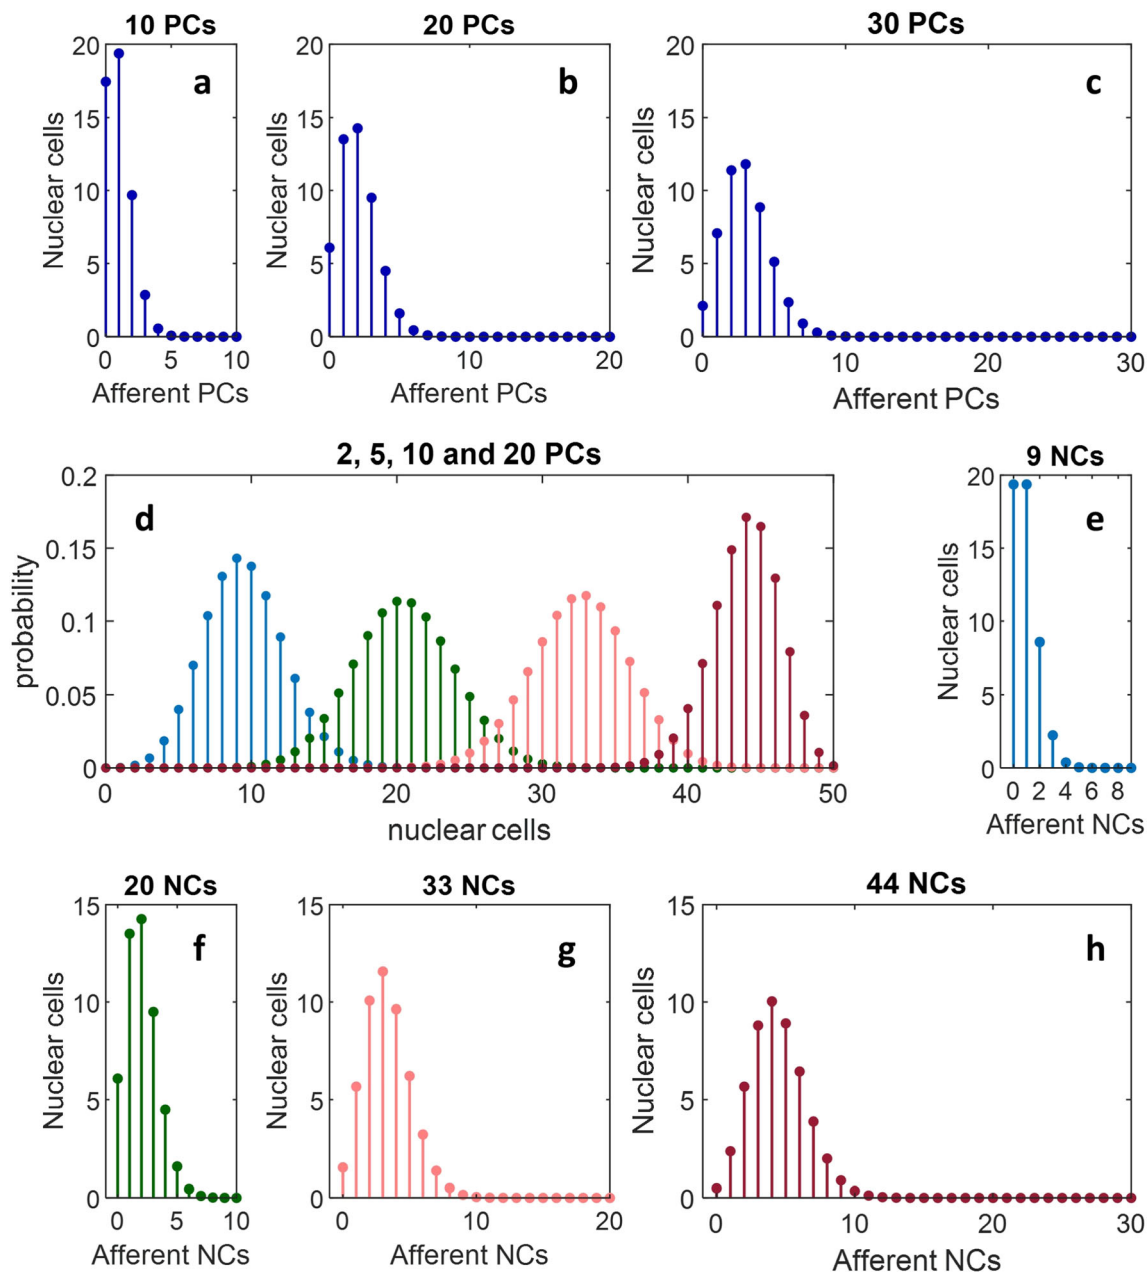 10 PCs
20 PCs
30 PCs
20
15
10
5
0
Nuclear cells
a
0 5 10
Afferent PCs
20
15
10
5
0
Nuclear cells
b
0 10 20
Afferent PCs
20
15
10
5
0
Nuclear cells
c
0 10 20 30
Afferent PCs
2, 5, 10 and 20 PCs
0.2
0.15
0.1
0.05
0
probability
d
0 10 20 30 40 50
nuclear cells
9 NCs
20
15
10
5
0
Nuclear cells
e
0 2 4 6 8
Afferent NCs
20 NCs
15
10
5
0
Nuclear cells
f
0 5 10
Afferent NCs
33 NCs
15
10
5
0
Nuclear cells
g
0 10 20
Afferent NCs
44 NCs
15
10
5
0
Nuclear cells
h
0 10 20 30
Afferent NCs